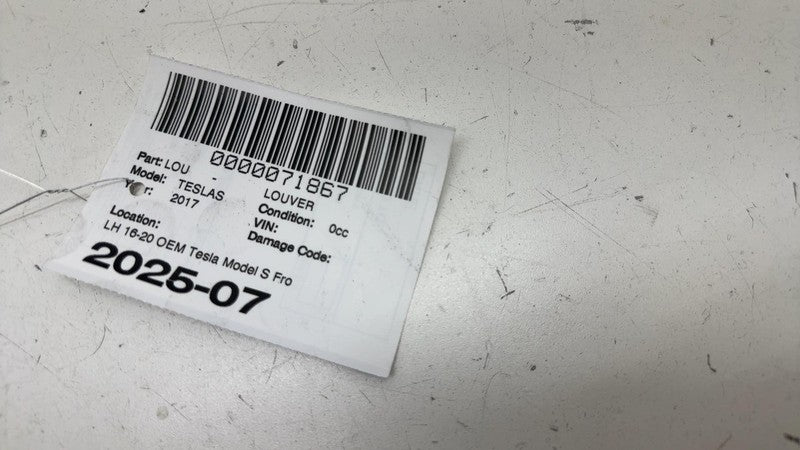 0000071867
Part: LOU - LOUVER
Model: TESLAS Condition: 0cc
Year: 2017 VIN:
Damage Code:
Location:
LH 16-20 OEM Tesla Model S Fro
2025-07